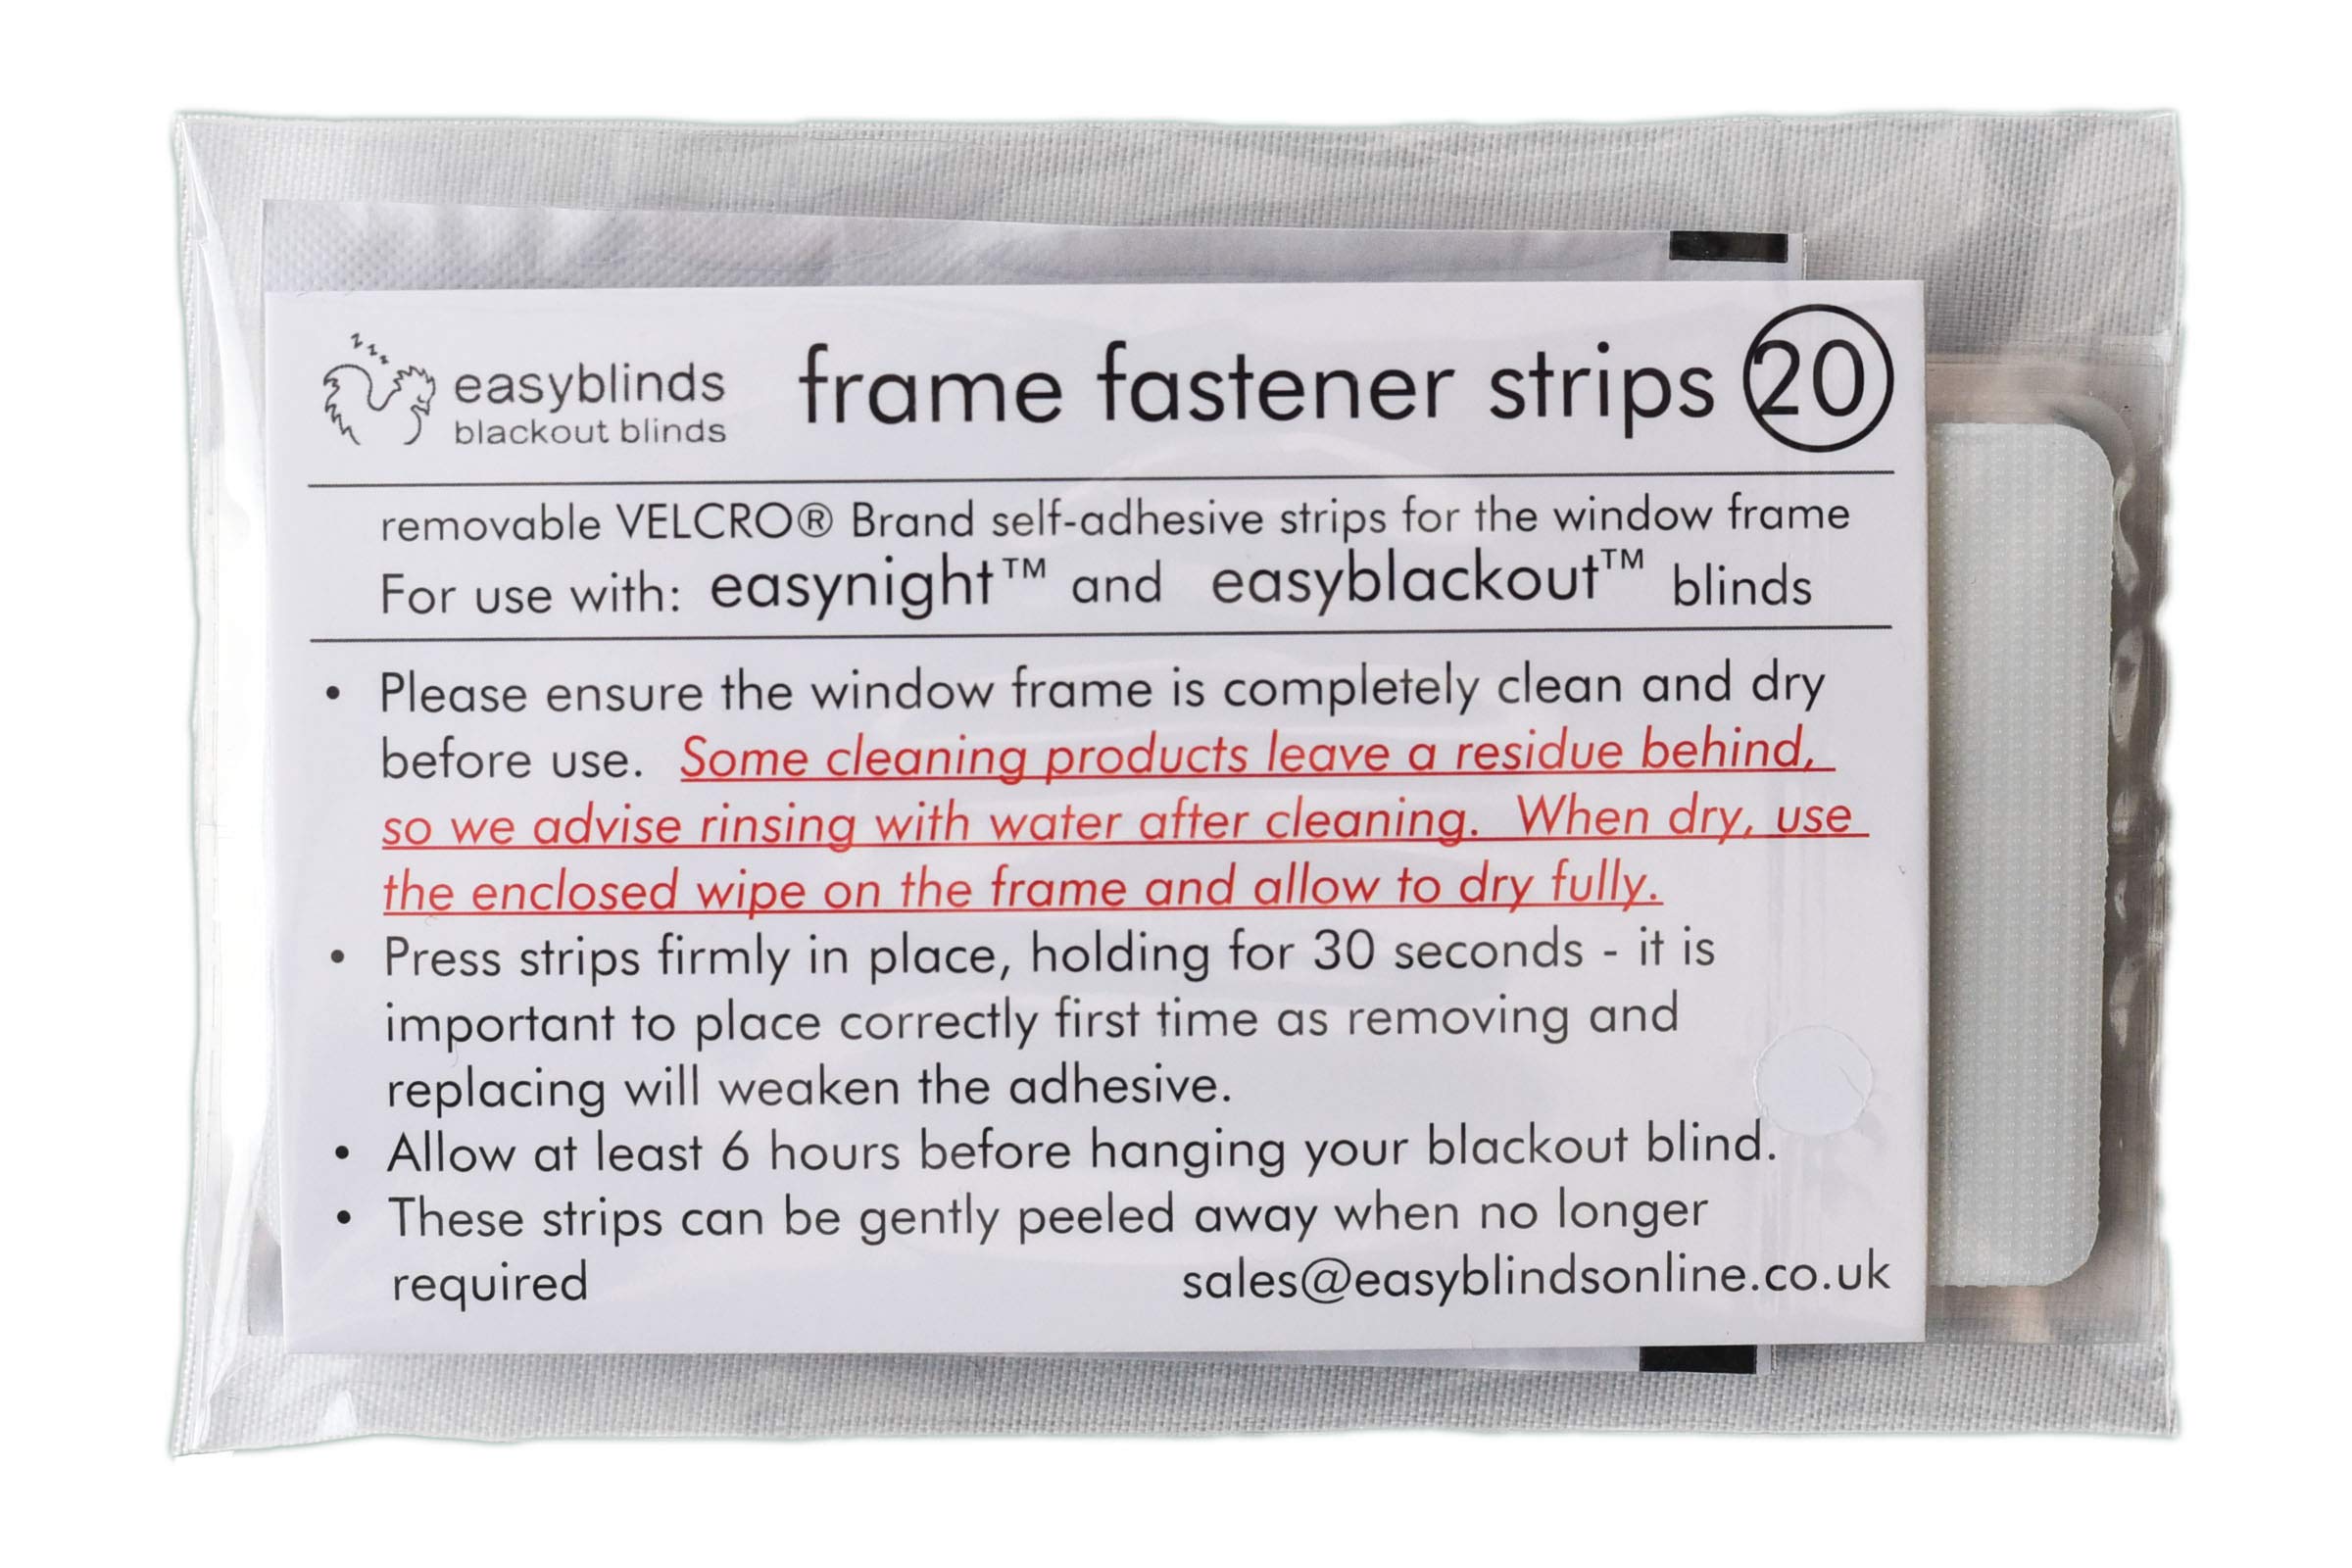 z z z z
easyblinds
blackout blinds
frame fastener strips 20
removable VELCRO® Brand self-adhesive strips for the window frame
For use with: easynight™ and easyblackout™ blinds
• Please ensure the window frame is completely clean and dry
before use. Some cleaning products leave a residue behind,
so we advise rinsing with water after cleaning. When dry, use
the enclosed wipe on the frame and allow to dry fully.
• Press strips firmly in place, holding for 30 seconds - it is
important to place correctly first time as removing and
replacing will weaken the adhesive.
• Allow at least 6 hours before hanging your blackout blind.
• These strips can be gently peeled away when no longer
required
sales@easyblindsonline.co.uk